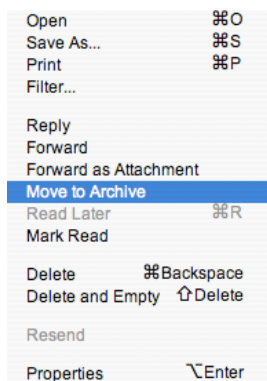 Open ⌘O
Save As... ⌘S
Print ⌘P
Filter...
Reply
Forward
Forward as Attachment
Move to Archive
Read Later ⌘R
Mark Read
Delete ⌘Backspace
Delete and Empty ⇧Delete
Resend
Properties ⌥Enter